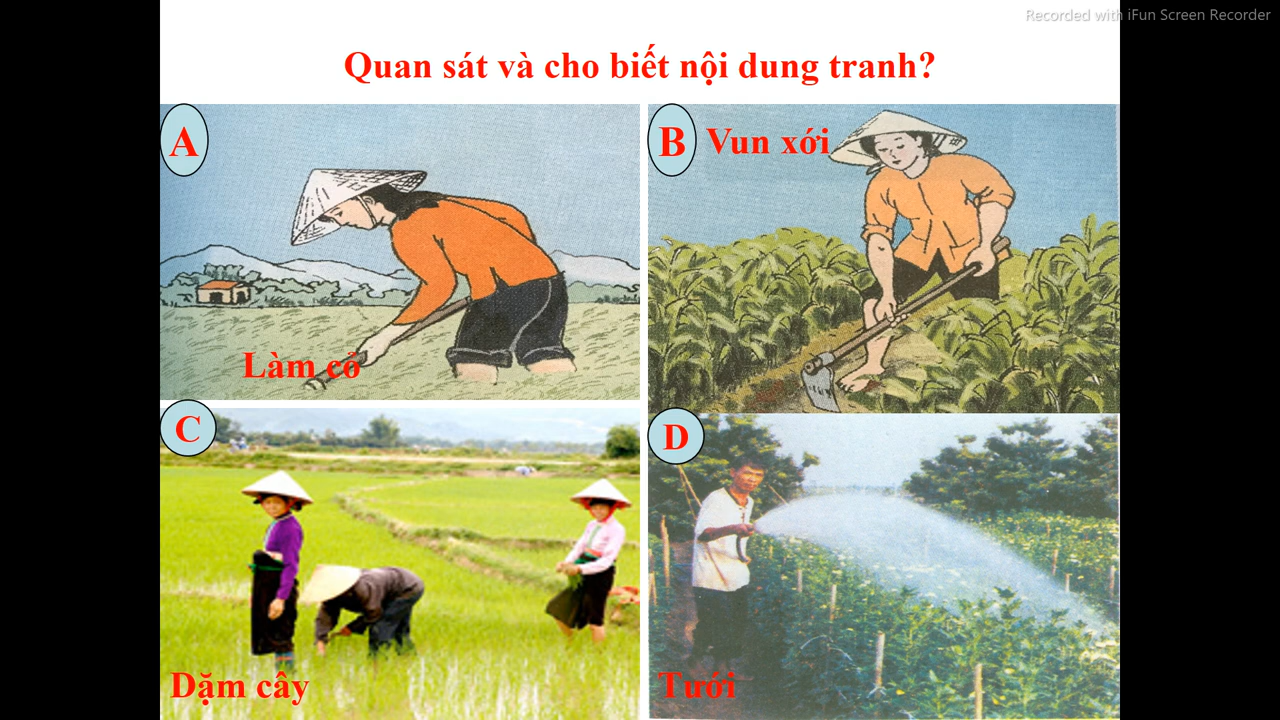 Recorded with iFun Screen Recorder
Quan sát và cho biết nội dung tranh?
A
B Vun xới
Làm cỏ
C
D
Dặm cây
Tưới